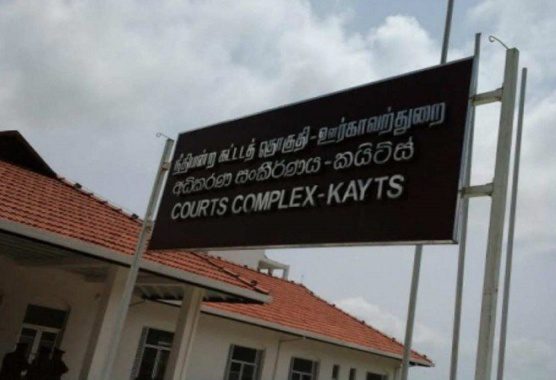 நீதிமன்ற கட்டடத் தொகுதி-ஊர்காவற்துறை
අධිකරණ සංකීර්ණය-කයිට්ස්
COURTS COMPLEX-KAYTS